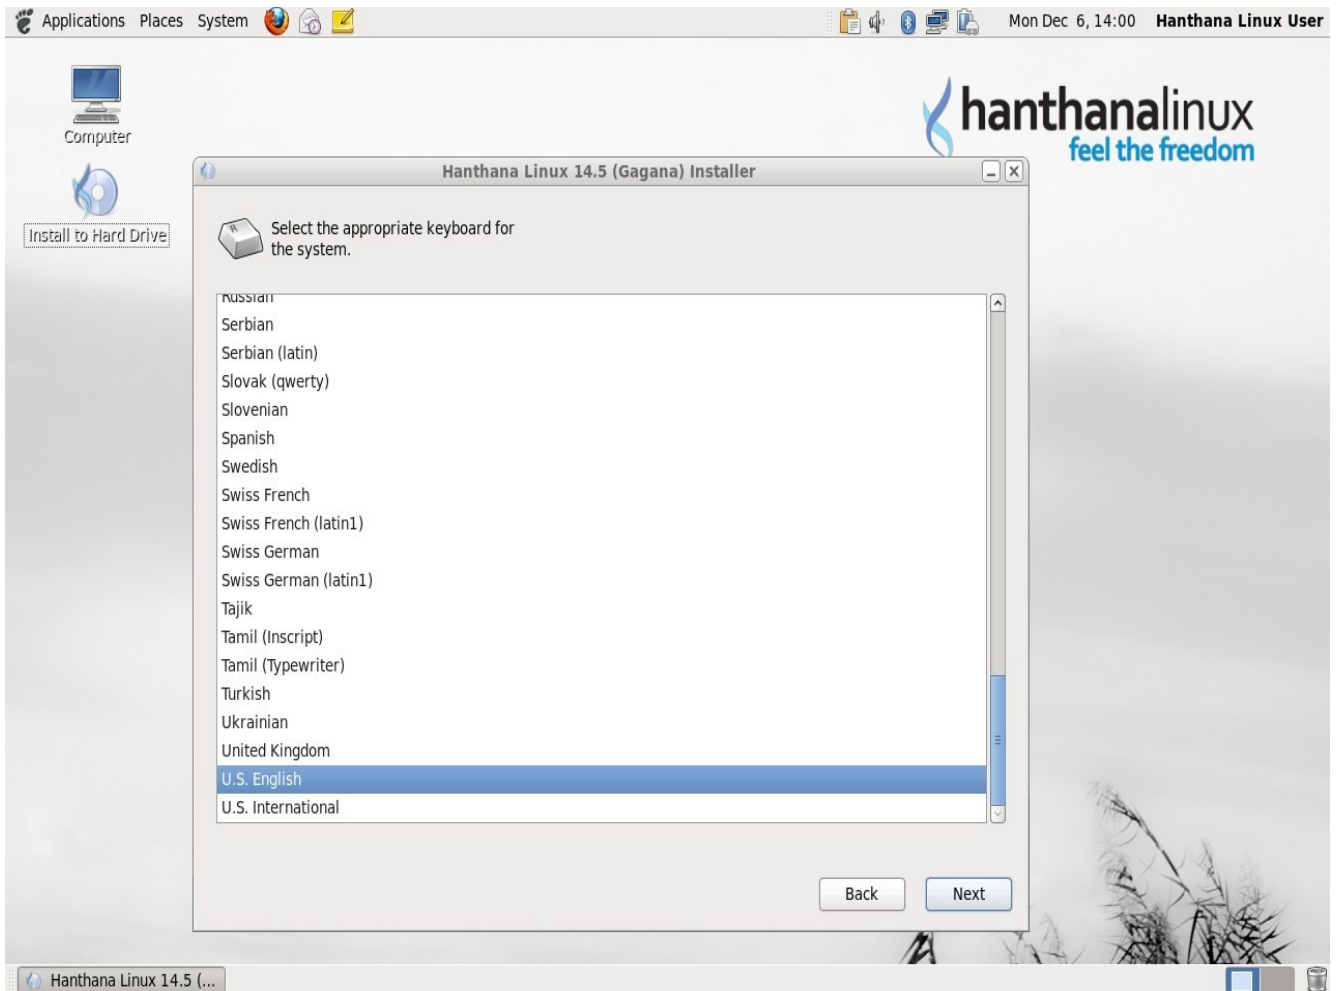 Applications Places System Mon Dec 6, 14:00 Hanthana Linux User
Computer
hanthanalinux
feel the freedom
Install to Hard Drive
Hanthana Linux 14.5 (Gagana) Installer
R
Select the appropriate keyboard for
the system.
Russian
Serbian
Serbian (latin)
Slovak (qwerty)
Slovenian
Spanish
Swedish
Swiss French
Swiss French (latin1)
Swiss German
Swiss German (latin1)
Tajik
Tamil (Inscript)
Tamil (Typewriter)
Turkish
Ukrainian
United Kingdom
U.S. English
U.S. International
Back Next
Hanthana Linux 14.5 (...